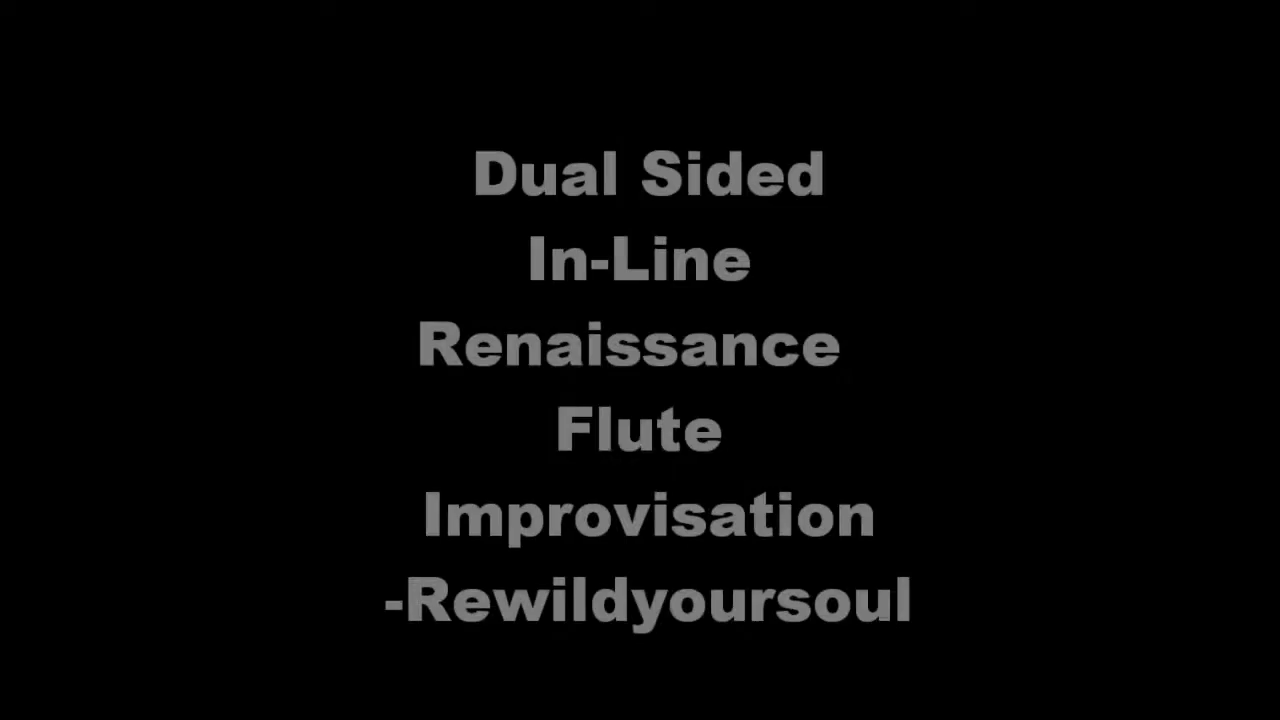 Dual Sided
In-Line
Renaissance
Flute
Improvisation
-Rewildyoursoul